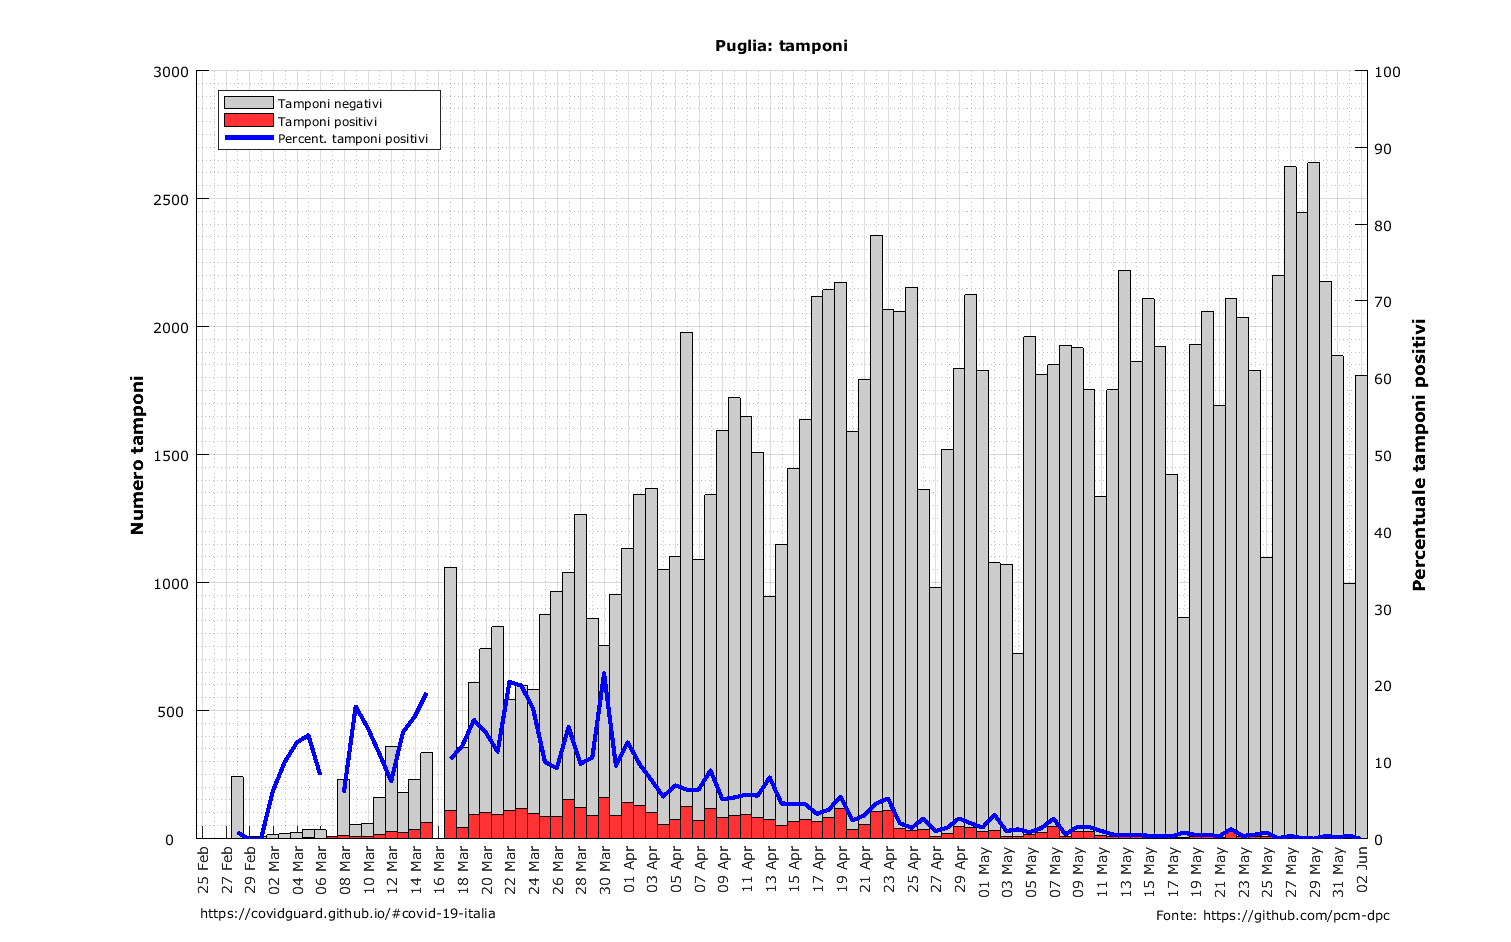 Puglia: tamponi
Tamponi negativi
Tamponi positivi
Percent. tamponi positivi
Numero tamponi
3000
2500
2000
1500
1000
500
0
Percentuale tamponi positivi
100
90
80
70
60
50
40
30
20
10
0
25 Feb
27 Feb
29 Feb
02 Mar
04 Mar
06 Mar
08 Mar
10 Mar
12 Mar
14 Mar
16 Mar
18 Mar
20 Mar
22 Mar
24 Mar
26 Mar
28 Mar
30 Mar
01 Apr
03 Apr
05 Apr
07 Apr
09 Apr
11 Apr
13 Apr
15 Apr
17 Apr
19 Apr
21 Apr
23 Apr
25 Apr
27 Apr
29 Apr
01 May
03 May
05 May
07 May
09 May
11 May
13 May
15 May
17 May
19 May
21 May
23 May
25 May
27 May
29 May
31 May
02 Jun
https://covidguard.github.io/#covid-19-italia
Fonte: https://github.com/pcm-dpc